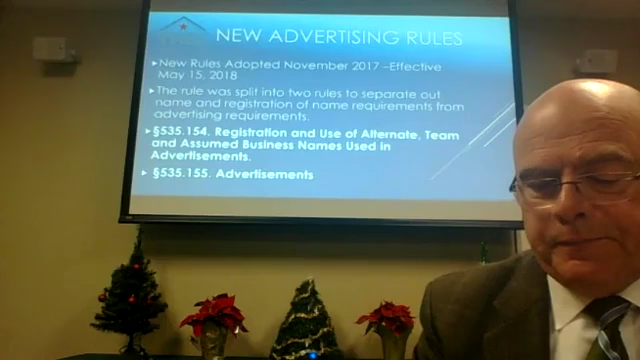 NEW ADVERTISING RULES
New Rules Adopted November 2017 –Effective
May 15, 2018
The rule was split into two rules to separate out
name and registration of name requirements from
advertising requirements.
§535.154. Registration and Use of Alternate, Team
and Assumed Business Names Used in
Advertisements.
§535.155. Advertisements